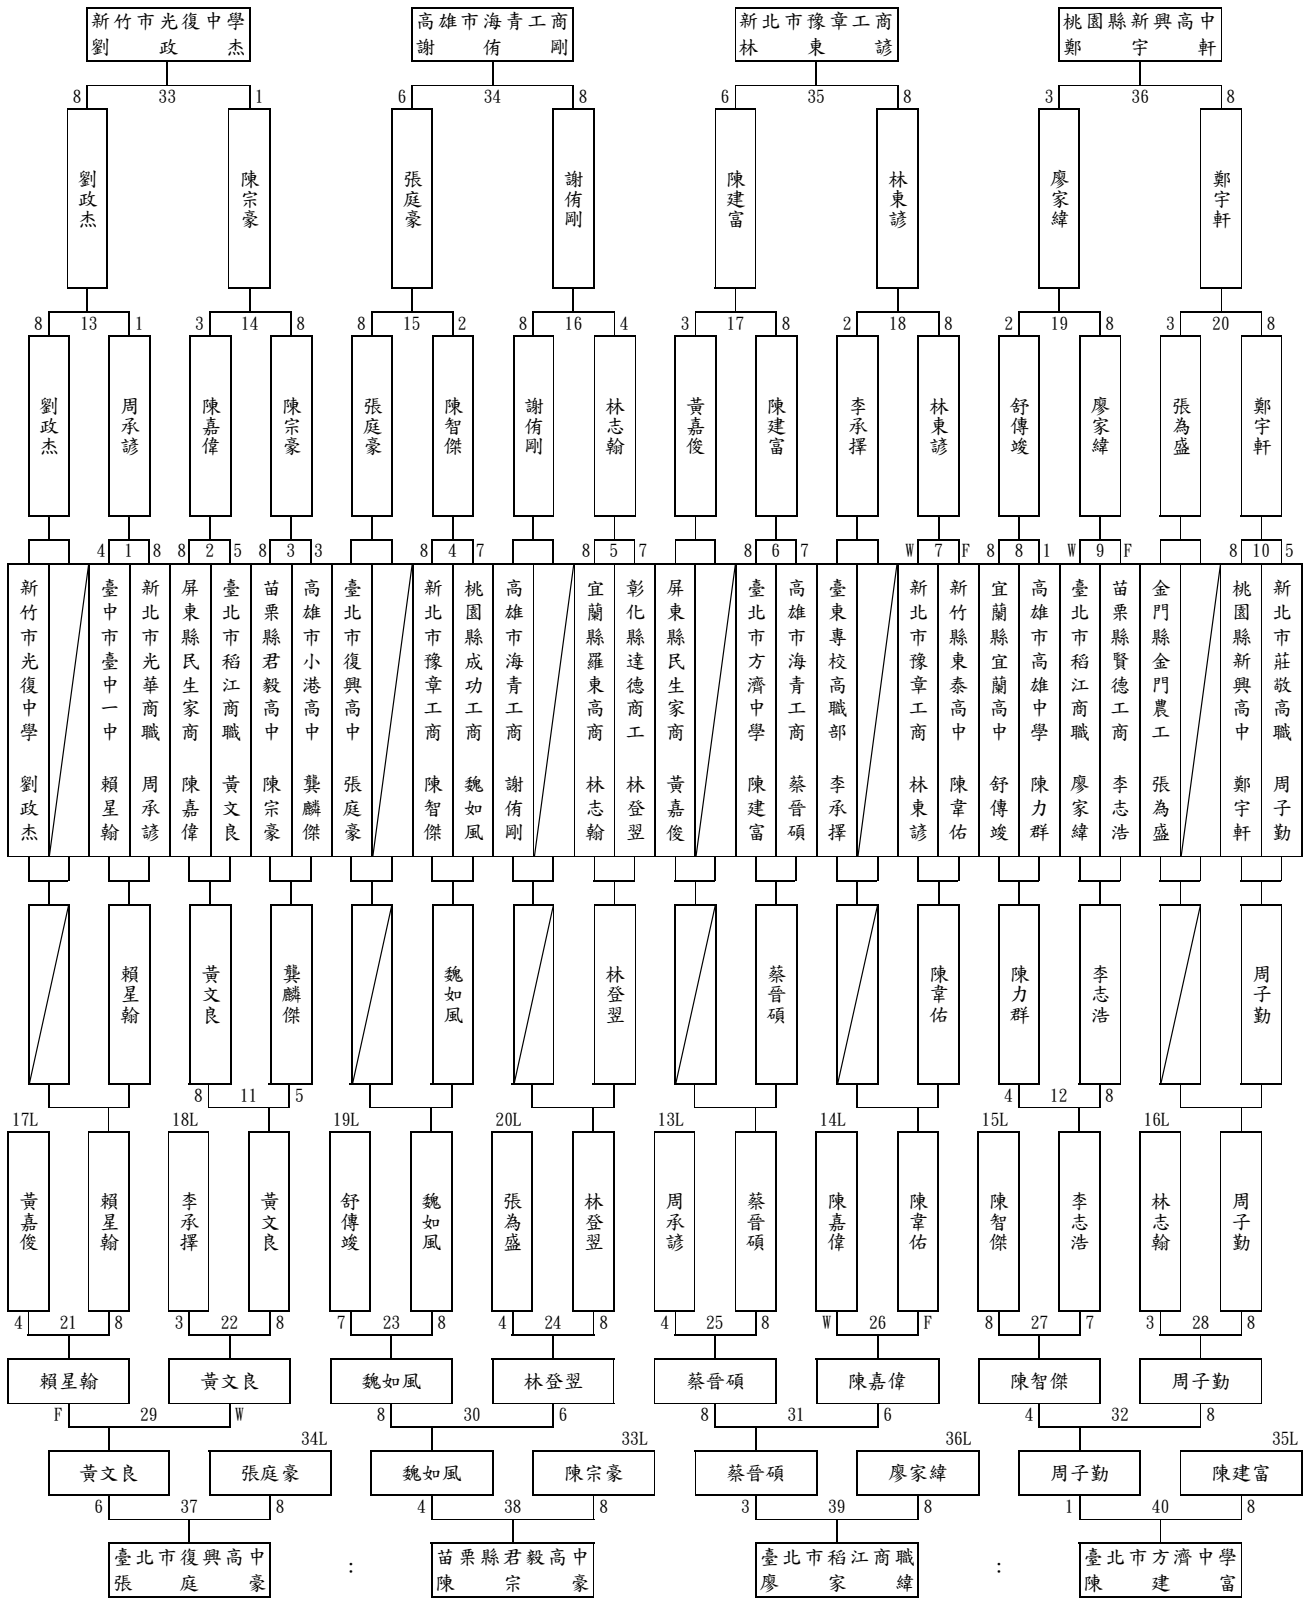 新竹市光復中學 高雄市海青工商 新北市豫章工商 桃園縣新興高中
劉政杰 謝侑剛 林東諺 鄭宇軒
8 33 1 6 34 8 6 35 8 3 36 8
劉政杰 陳宗豪 張庭豪 謝侑剛 陳建富 林東諺 廖家緯 鄭宇軒
8 13 1 3 14 8 8 15 2 8 16 4 3 17 8 2 18 8 2 19 8 3 20 8
劉政杰 周承諺 陳嘉偉 陳宗豪 張庭豪 陳智傑 謝侑剛 林志翰 黃嘉俊 陳建富 李承擇 林東諺 舒傳竣 廖家緯 張為盛 鄭宇軒
4 1 8 8 2 5 8 3 3 8 4 7 8 5 7 8 6 7 W 7 F 8 8 1 W 9 F 8 10 5
新竹市光復中學 劉政杰
臺中市臺中一中 賴星翰
新北市光華商職 周承諺
屏東縣民生家商 陳嘉偉
臺北市稻江商職 黃文良
苗栗縣君毅高中 陳宗豪
高雄市小港高中 龔麟傑
臺北市復興高中 張庭豪
新北市豫章工商 陳智傑
桃園縣成功工商 魏如風
高雄市海青工商 謝侑剛
宜蘭縣羅東高商 林志翰
彰化縣達德商工 林登翌
屏東縣民生家商 黃嘉俊
臺北市方濟中學 陳建富
高雄市海青工商 蔡晉碩
臺東專校高職部 李承擇
新北市豫章工商 林東諺
新竹縣東泰高中 陳韋佑
宜蘭縣宜蘭高中 舒傳竣
高雄市高雄中學 陳力群
臺北市稻江商職 廖家緯
苗栗縣賢德工商 李志浩
金門縣金門農工 張為盛
桃園縣新興高中 鄭宇軒
新北市莊敬高職 周子勤
賴星翰 黃文良 龔麟傑 魏如風 林登翌 蔡晉碩 陳韋佑 陳力群 李志浩 周子勤
8 11 5 4 12 8
17L 18L 19L 20L 13L 14L 15L 16L
黃嘉俊 賴星翰 李承擇 黃文良 舒傳竣 魏如風 張為盛 林登翌 周承諺 蔡晉碩 陳嘉偉 陳韋佑 陳智傑 李志浩 林志翰 周子勤
4 21 8 3 22 8 7 23 8 4 24 8 4 25 8 W 26 F 8 27 7 3 28 8
賴星翰 黃文良 魏如風 林登翌 蔡晉碩 陳嘉偉 陳智傑 周子勤
F 29 W 8 30 6 8 31 6 4 32 8
34L 33L 36L 35L
黃文良 張庭豪 魏如風 陳宗豪 蔡晉碩 廖家緯 周子勤 陳建富
6 37 8 4 38 8 3 39 8 1 40 8
臺北市復興高中 : 苗栗縣君毅高中 臺北市稻江商職 : 臺北市方濟中學
張庭豪 陳宗豪 廖家緯 陳建富